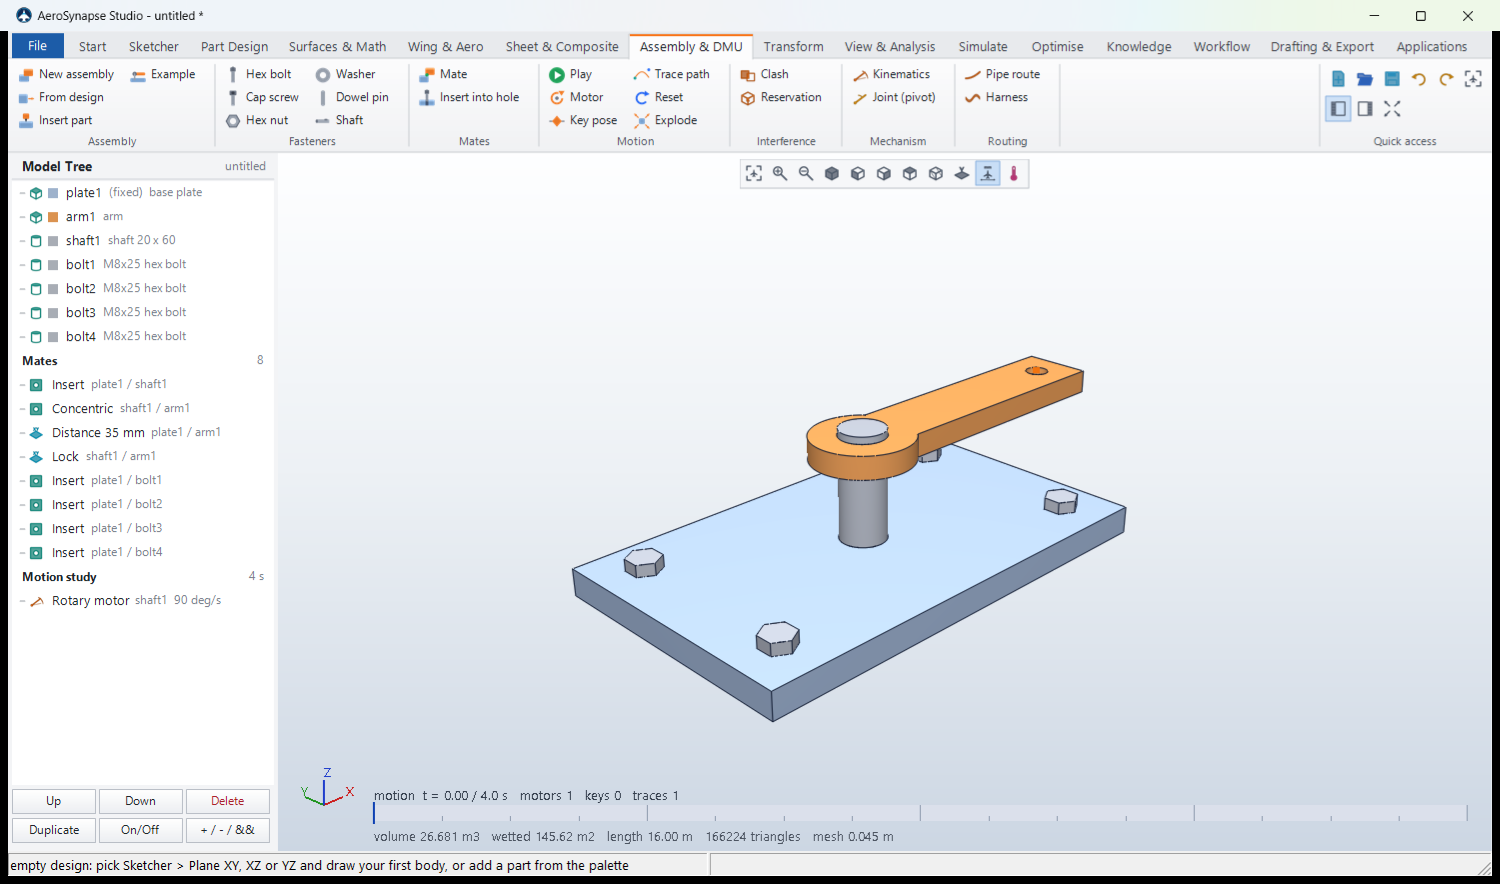 AeroSynapse Studio - untitled *
File Start Sketcher Part Design Surfaces & Math Wing & Aero Sheet & Composite Assembly & DMU Transform View & Analysis Simulate Optimise Knowledge Workflow Drafting & Export Applications
New assembly Example Hex bolt Washer Mate Play Trace path Clash Kinematics Pipe route
From design Cap screw Dowel pin Insert into hole Motor Reset Reservation Joint (pivot) Harness
Insert part Hex nut Shaft Key pose Explode
Assembly Fasteners Mates Motion Interference Mechanism Routing Quick access
Model Tree untitled
plate1 (fixed) base plate
arm1 arm
shaft1 shaft 20 x 60
bolt1 M8x25 hex bolt
bolt2 M8x25 hex bolt
bolt3 M8x25 hex bolt
bolt4 M8x25 hex bolt
Mates 8
Insert plate1 / shaft1
Concentric shaft1 / arm1
Distance 35 mm plate1 / arm1
Lock shaft1 / arm1
Insert plate1 / bolt1
Insert plate1 / bolt2
Insert plate1 / bolt3
Insert plate1 / bolt4
Motion study 4 s
Rotary motor shaft1 90 deg/s
Up Down Delete
Duplicate On/Off + / - / &&
Z
Y X
motion t = 0.00 / 4.0 s motors 1 keys 0 traces 1
volume 26.681 m3 wetted 145.62 m2 length 16.00 m 166224 triangles mesh 0.045 m
empty design: pick Sketcher > Plane XY, XZ or YZ and draw your first body, or add a part from the palette